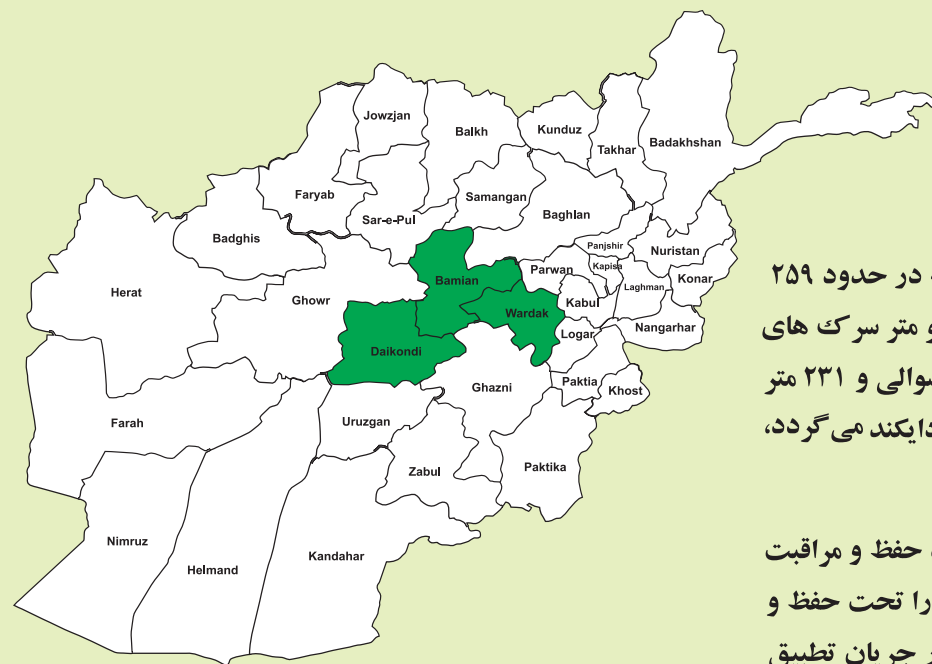 Jowzjan
Balkh
Kunduz
Takhar
Badakhshan
Faryab
Samangan
Sar-e-Pul
Baghlan
Badghis
Panjshir
Nuristan
Herat
Ghowr
Bamian
Parwan
Kapisa
Konar
Laghman
Kabul
Wardak
Nangarhar
Logar
Daikondi
Ghazni
Paktia
Khost
Farah
Uruzgan
Zabul
Paktika
Nimruz
Helmand
Kandahar
در حدود ۲۵۹
متر سرک های
و ۲۳۱ متر
دایکند می گردد،
حفظ و مراقبت
را تحت حفظ و
جریان تطبیق